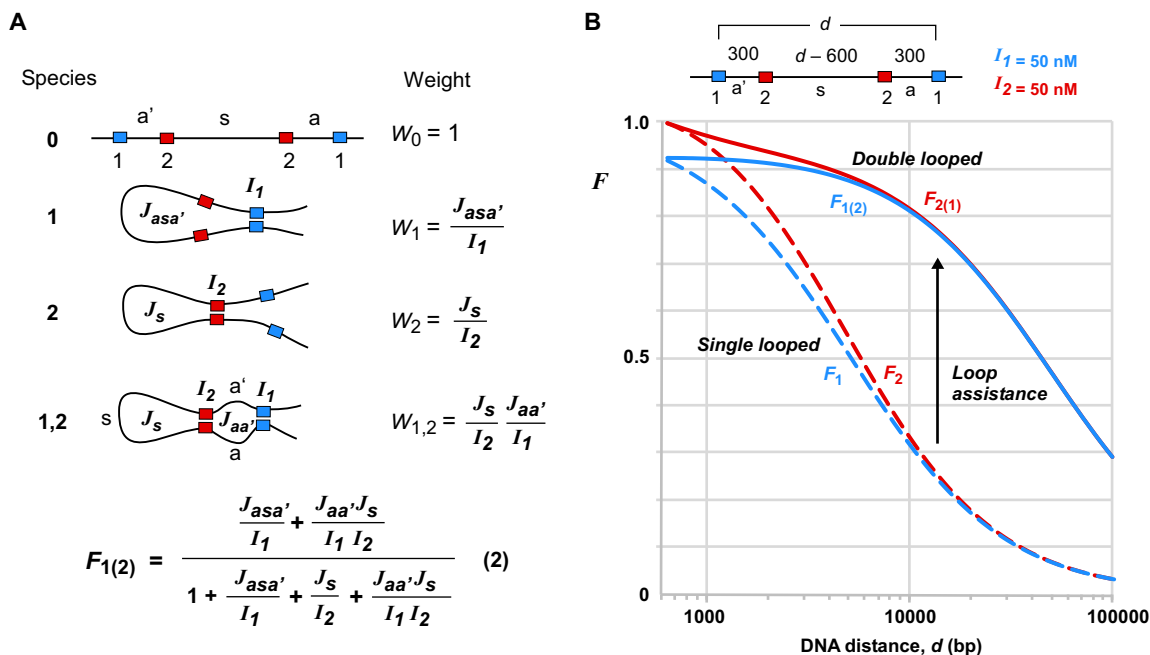 A
Species
Weight
0
a’ s a
1 2 2 1
W0 = 1
1
Jasa’
I1
W1 = Jasa’ / I1
2
Js
I2
W2 = Js / I2
1,2
s Js I2 a‘ Jaa’ I1
a
W1,2 = Js / I2 Jaa’ / I1
F1(2) = (Jasa’ / I1 + Jaa’Js / I1 I2) / (1 + Jasa’ / I1 + Js / I2 + Jaa’Js / I1 I2) (2)
B
d
300 d – 600 300
1 a’ 2 s 2 a 1
I1 = 50 nM
I2 = 50 nM
F
1.0
0.5
0
Double looped
F1(2) F2(1)
Single looped
F1 F2
Loop
assistance
1000 10000 100000
DNA distance, d (bp)